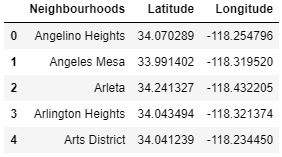 Neighbourhoods Latitude Longitude
0 Angelino Heights 34.070289 -118.254796
1 Angeles Mesa 33.991402 -118.319520
2 Arleta 34.241327 -118.432205
3 Arlington Heights 34.043494 -118.321374
4 Arts District 34.041239 -118.234450